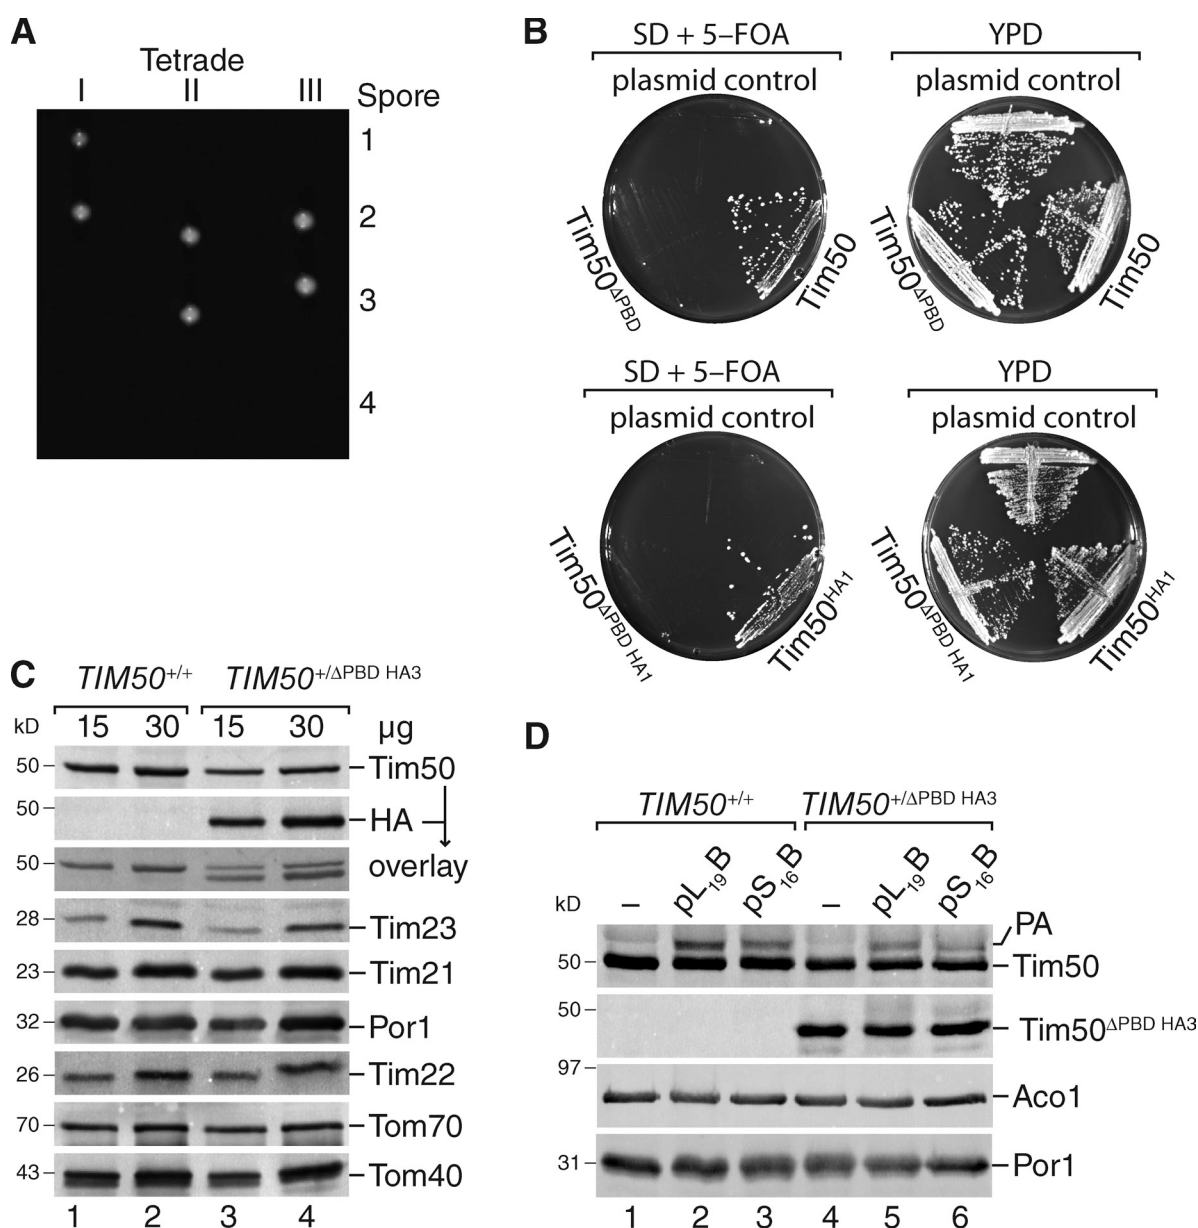 A
Tetrade
I II III Spore
1
2
3
4
B
SD + 5–FOA YPD
plasmid control plasmid control
Tim50ΔPBD Tim50 Tim50ΔPBD Tim50
SD + 5–FOA YPD
plasmid control plasmid control
Tim50ΔPBD HA1 Tim50HA1 Tim50ΔPBD HA1 Tim50HA1
C
TIM50+/+ TIM50+/ΔPBD HA3
kD 15 30 15 30 µg
50 Tim50
50 HA
50 overlay
28 Tim23
23 Tim21
32 Por1
26 Tim22
70 Tom70
43 Tom40
1 2 3 4
D
TIM50+/+ TIM50+/ΔPBD HA3
kD – pL19B pS16B – pL19B pS16B
PA
50 Tim50
50 Tim50ΔPBD HA3
97 Aco1
31 Por1
1 2 3 4 5 6